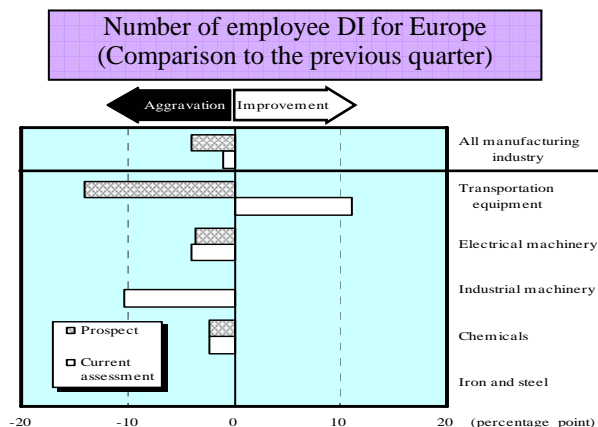 Number of employee DI for Europe
(Comparison to the previous quarter)
Aggravation Improvement
All manufacturing
industry
Transportation
equipment
Electrical machinery
Industrial machinery
Chemicals
Iron and steel
Prospect
Current
assessment
-20 -10 0 10 20 (percentage point)